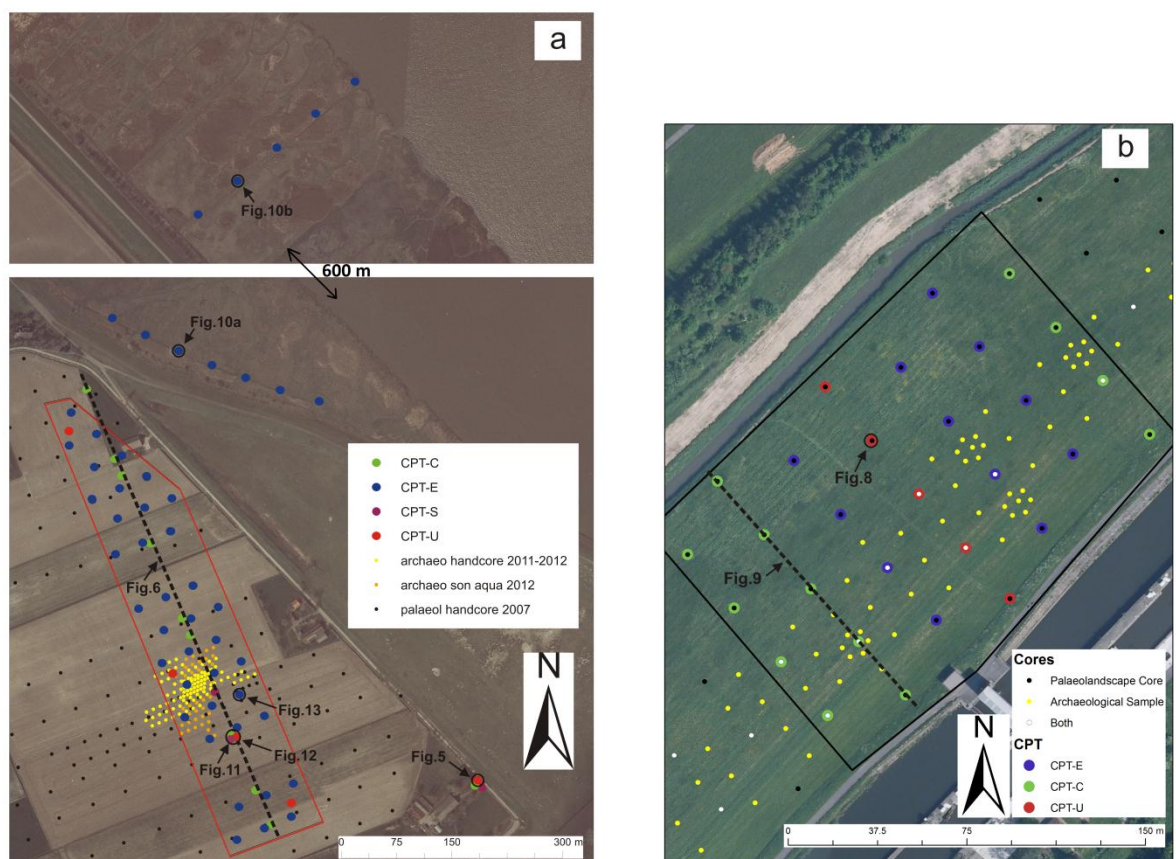 a
Fig.10b
600 m
Fig.10a
CPT-C
CPT-E
CPT-S
CPT-U
archaeo handcore 2011-2012
archaeo son aqua 2012
palaeol handcore 2007
Fig.6
N
Fig.13
Fig.12
Fig.11
Fig.5
0 75 150 300 m
b
Fig.8
Fig.9
Cores
Palaeolandscape Core
Archaeological Sample
Both
N
CPT
CPT-E
CPT-C
CPT-U
0 37.5 75 150 m